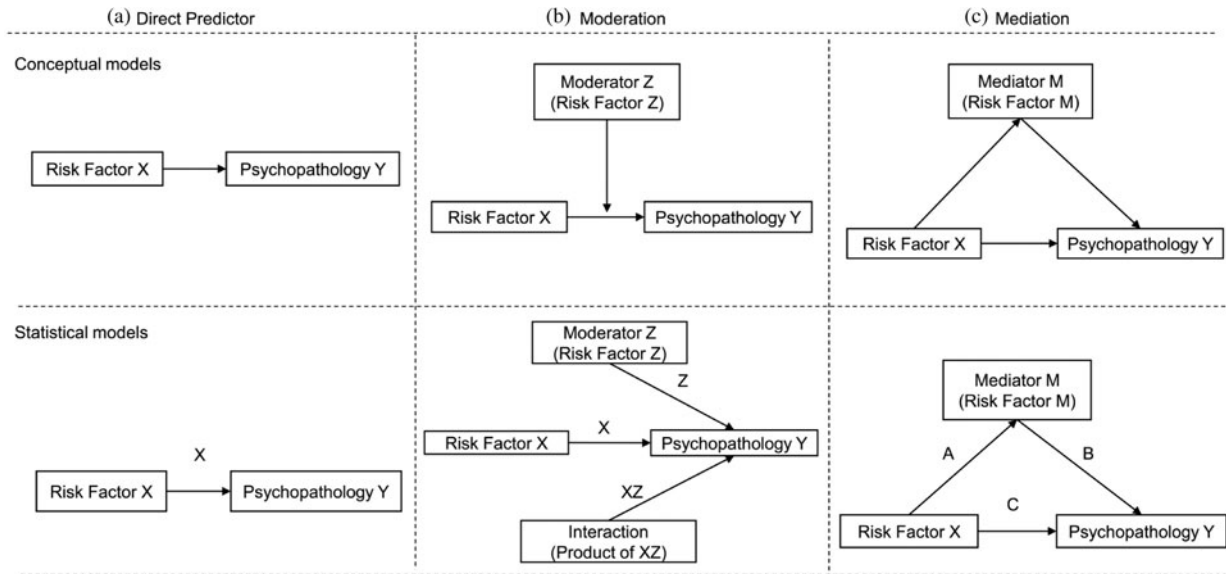 (a) Direct Predictor
(b) Moderation
(c) Mediation
Conceptual models
Risk Factor X
Psychopathology Y
Moderator Z
(Risk Factor Z)
Risk Factor X
Psychopathology Y
Mediator M
(Risk Factor M)
Risk Factor X
Psychopathology Y
Statistical models
X
Risk Factor X
Psychopathology Y
Moderator Z
(Risk Factor Z)
Z
X
Risk Factor X
Psychopathology Y
XZ
Interaction
(Product of XZ)
Mediator M
(Risk Factor M)
A
B
C
Risk Factor X
Psychopathology Y